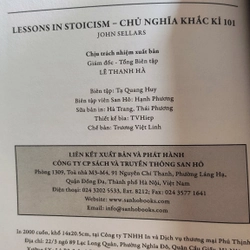 LESSONS IN STOICISM – CHỦ NGHĨA KHẮC KỈ 101
JOHN SELLARS
Chịu trách nhiệm xuất bản
Giám đốc - Tổng Biên tập
LÊ THANH HÀ
Biên tập: Tạ Quang Huy
Biên tập viên San Hô: Hạnh Phương
Sửa bản in: Hà Trang, Thái Phương
Thiết kế bìa: TVHiep
Chế bản: Trương Việt Linh
LIÊN KẾT XUẤT BẢN VÀ PHÁT HÀNH
CÔNG TY CP SÁCH VÀ TRUYỀN THÔNG SAN HÔ
Phòng 1309, Toà nhà M3-M4, 91 Nguyễn Chí Thanh, Phường Láng Hạ,
Quận Đống Đa, Thành phố Hà Nội, Việt Nam
Điện thoại: 024 3202 5533, Ext. 8212; Fax: 024 3577 1641
Website: www.sanhobooks.com
Email: info@sanhobooks.com
In 2000 cuốn, khổ 14x20.5cm, tại Công ty TNHH In và Dịch vụ thương mại Phú Thịnh
Địa chỉ: 22/3 ngõ 89 Lạc Long Quân, Phường Nghĩa Đô, Quận Cầu Giấy,